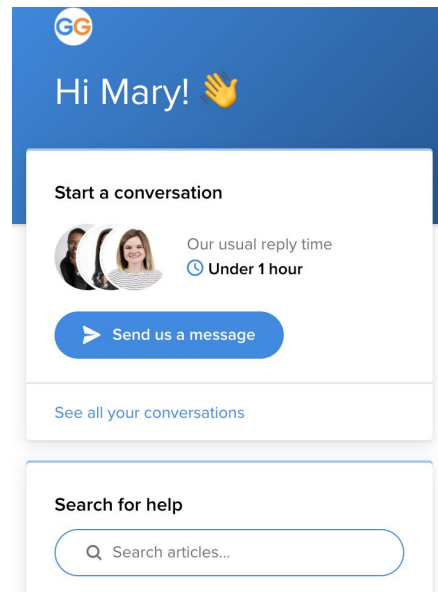 GG
Hi Mary! 👋
Start a conversation
Our usual reply time
Under 1 hour
Send us a message
See all your conversations
Search for help
Search articles...